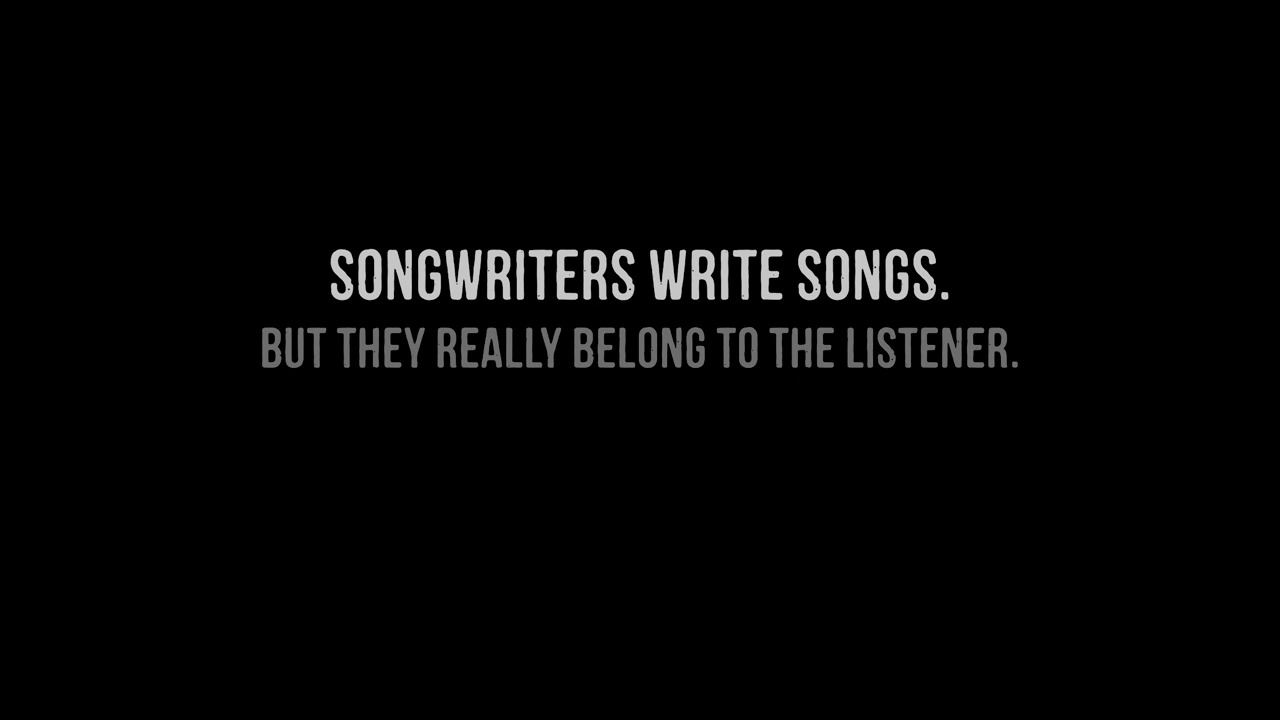 SONGWRITERS WRITE SONGS.
BUT THEY REALLY BELONG TO THE LISTENER.